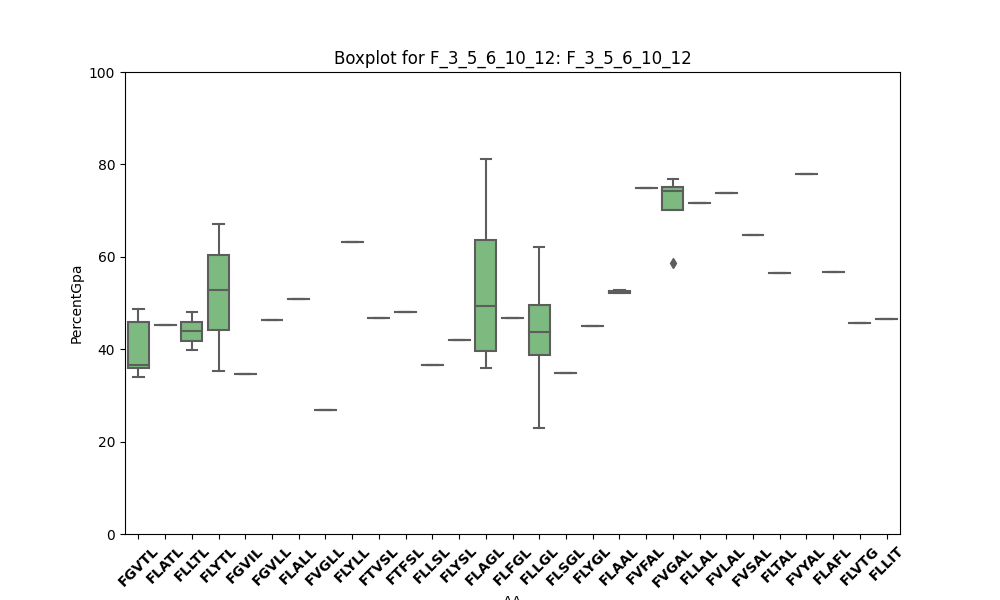 Boxplot for F_3_5_6_10_12: F_3_5_6_10_12
100
80
60
40
20
0
PercentGpa
FGVTL
FLATL
FLLTL
FLYTL
FGVIL
FGVLL
FLALL
FVGLL
FLYLL
FTVSL
FTFSL
FLLSL
FLYSL
FLAGL
FLFGL
FLLGL
FLSGL
FLYGL
FLAAL
FVFAL
FVGAL
FLLAL
FVLAL
FVSAL
FLTAL
FVYAL
FLAFL
FLVTG
FLLIT